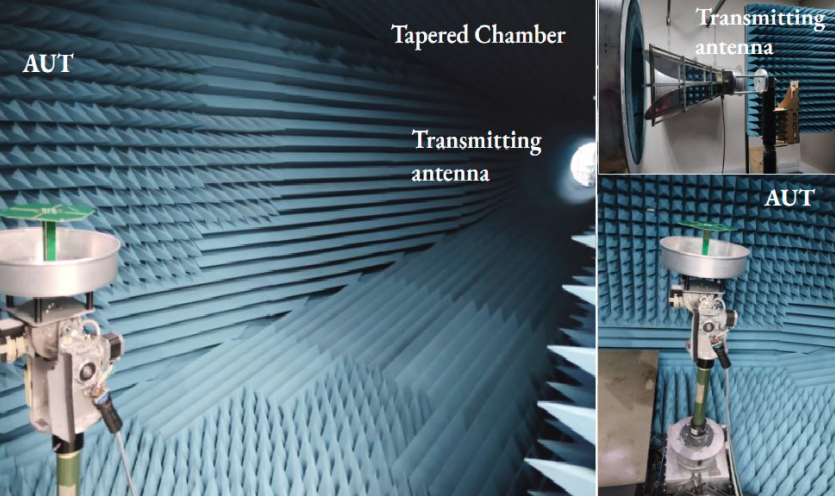 AUT
Tapered Chamber
Transmitting
antenna
Transmitting
antenna
AUT